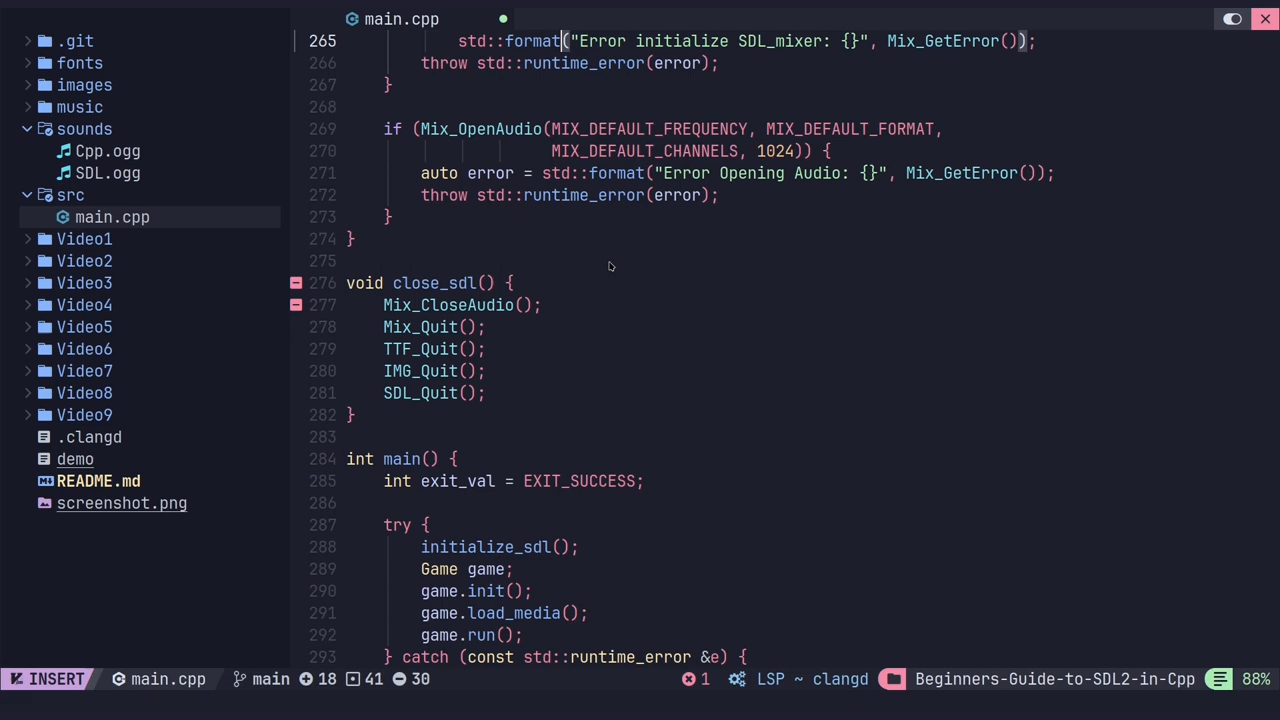 main.cpp
.git
fonts
images
music
sounds
Cpp.ogg
SDL.ogg
src
main.cpp
Video1
Video2
Video3
Video4
Video5
Video6
Video7
Video8
Video9
.clangd
demo
README.md
screenshot.png
265 std::format("Error initialize SDL_mixer: {}", Mix_GetError());
266 throw std::runtime_error(error);
267 }
268
269 if (Mix_OpenAudio(MIX_DEFAULT_FREQUENCY, MIX_DEFAULT_FORMAT,
270 MIX_DEFAULT_CHANNELS, 1024)) {
271 auto error = std::format("Error Opening Audio: {}", Mix_GetError());
272 throw std::runtime_error(error);
273 }
274 }
275
276 void close_sdl() {
277 Mix_CloseAudio();
278 Mix_Quit();
279 TTF_Quit();
280 IMG_Quit();
281 SDL_Quit();
282 }
283
284 int main() {
285 int exit_val = EXIT_SUCCESS;
286
287 try {
288 initialize_sdl();
289 Game game;
290 game.init();
291 game.load_media();
292 game.run();
293 } catch (const std::runtime_error &e) {
INSERT main.cpp main 18 41 30 1 LSP ~ clangd Beginners-Guide-to-SDL2-in-Cpp 88%